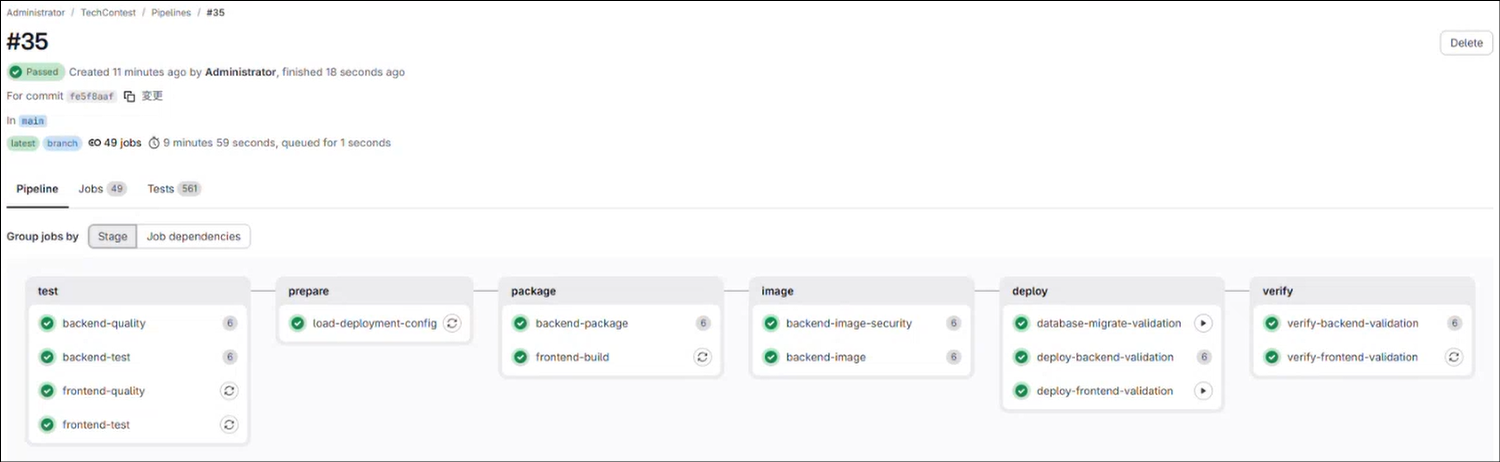 Administrator / TechContest / Pipelines / #35
#35
Delete
Passed Created 11 minutes ago by Administrator, finished 18 seconds ago
For commit fe5f8aaf 変更
In main
latest branch 49 jobs 9 minutes 59 seconds, queued for 1 seconds
Pipeline Jobs 49 Tests 561
Group jobs by Stage Job dependencies
test
backend-quality 6
backend-test 6
frontend-quality
frontend-test
prepare
load-deployment-config
package
backend-package 6
frontend-build
image
backend-image-security 6
backend-image 6
deploy
database-migrate-validation
deploy-backend-validation 6
deploy-frontend-validation
verify
verify-backend-validation 6
verify-frontend-validation